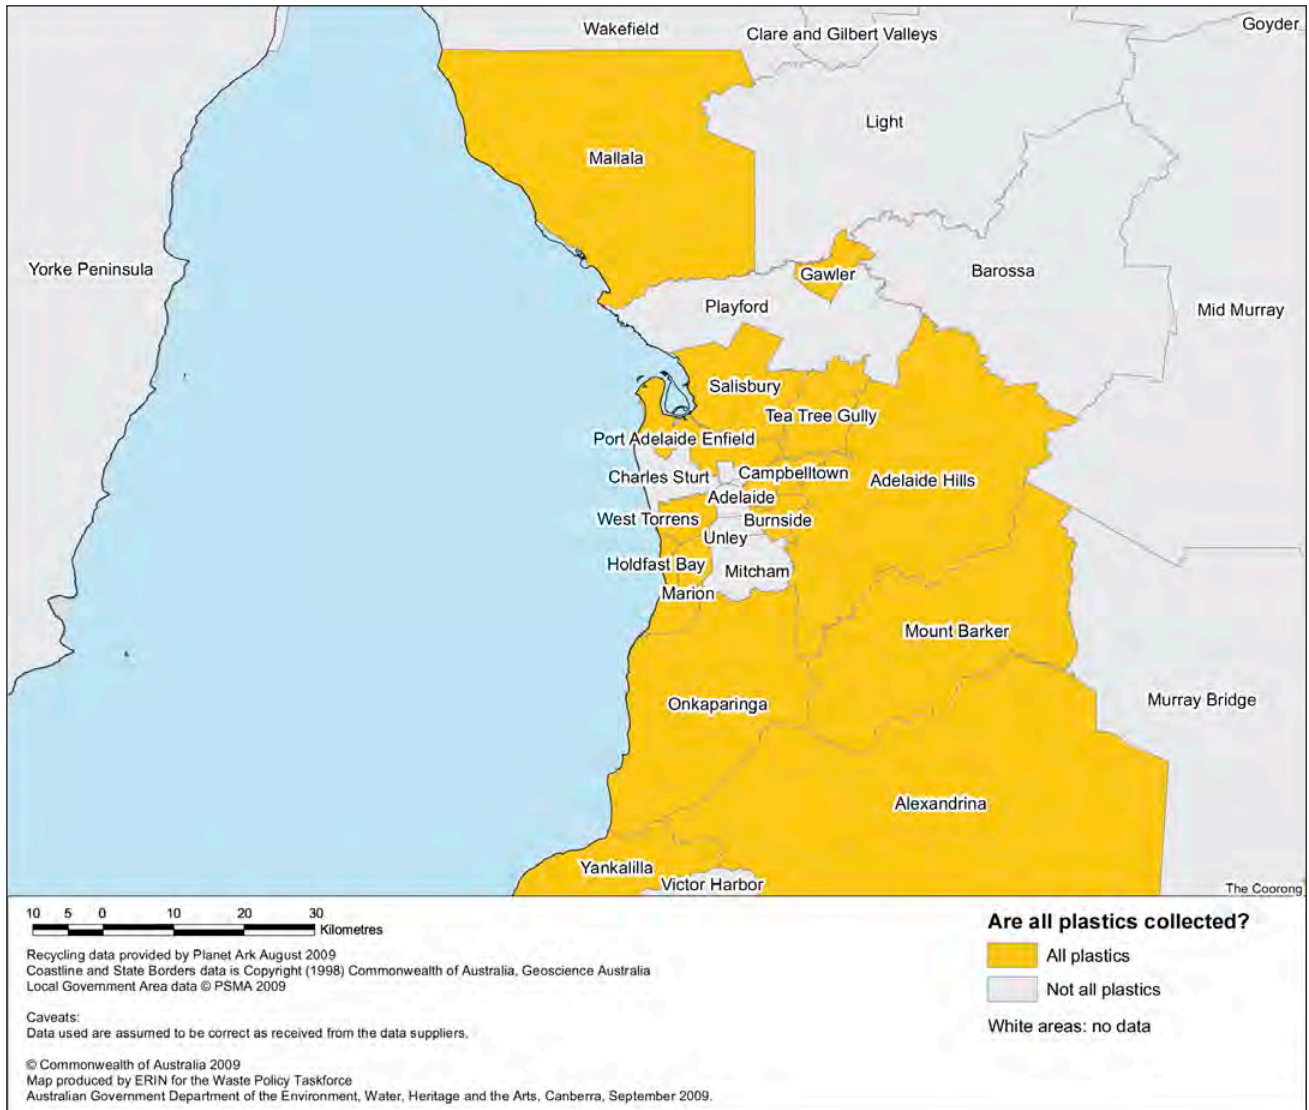 Wakefield
Clare and Gilbert Valleys
Goyder
Light
Mallala
Yorke Peninsula
Gawler
Barossa
Playford
Mid Murray
Salisbury
Tea Tree Gully
Port Adelaide Enfield
Charles Sturt
Campbelltown
Adelaide Hills
Adelaide
West Torrens
Burnside
Unley
Holdfast Bay
Mitcham
Marion
Mount Barker
Onkaparinga
Murray Bridge
Alexandrina
Yankalilla
Victor Harbor
The Coorong
10 5 0 10 20 30
Kilometres
Recycling data provided by Planet Ark August 2009
Coastline and State Borders data is Copyright (1998) Commonwealth of Australia, Geoscience Australia
Local Government Area data © PSMA 2009
Caveats:
Data used are assumed to be correct as received from the data suppliers.
© Commonwealth of Australia 2009
Map produced by ERIN for the Waste Policy Taskforce
Australian Government Department of the Environment, Water, Heritage and the Arts, Canberra, September 2009.
Are all plastics collected?
All plastics
Not all plastics
White areas: no data